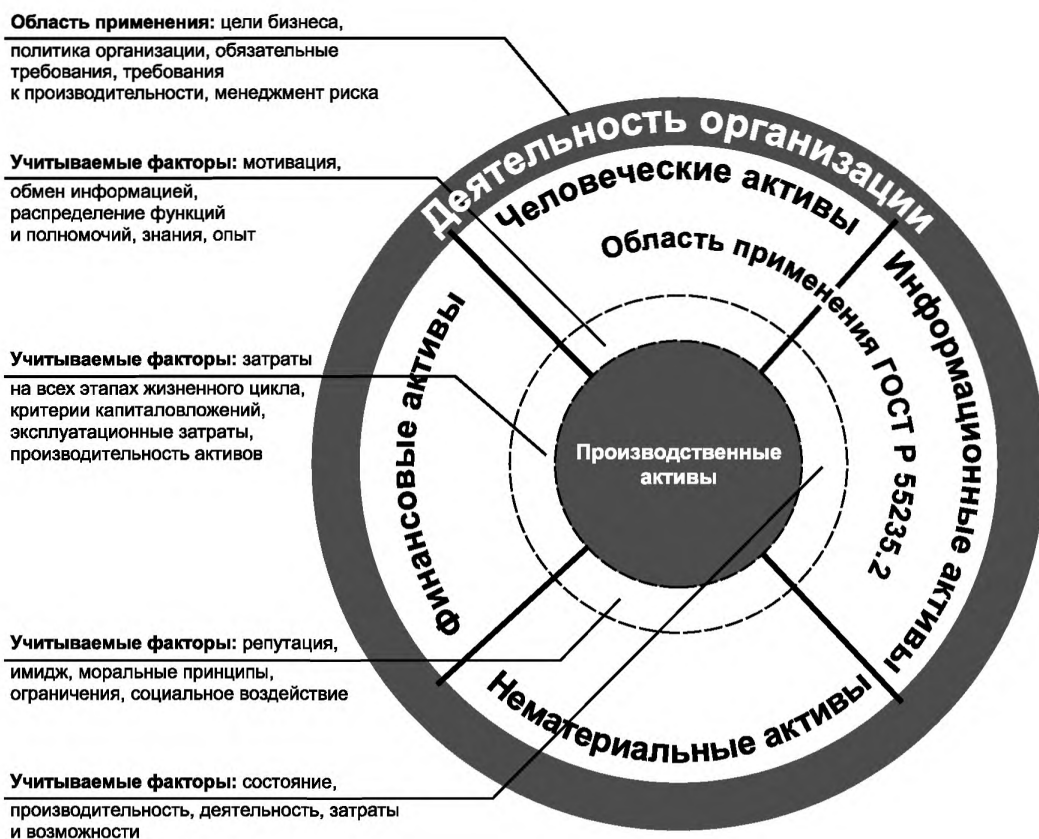 Область применения: цели бизнеса,
политика организации, обязательные
требования, требования
к производительности, менеджмент риска
Учитываемые факторы: мотивация,
обмен информацией,
распределение функций
и полномочий, знания, опыт
Учитываемые факторы: затраты
на всех этапах жизненного цикла,
критерии капиталовложений,
эксплуатационные затраты,
производительность активов
Учитываемые факторы: репутация,
имидж, моральные принципы,
ограничения, социальное воздействие
Учитываемые факторы: состояние,
производительность, деятельность, затраты
и возможности
Деятельность организации
Человеческие активы
Область применения ГОСТ Р 55235.2
Информационные активы
Финансовые активы
Производственные
активы
Нематериальные активы